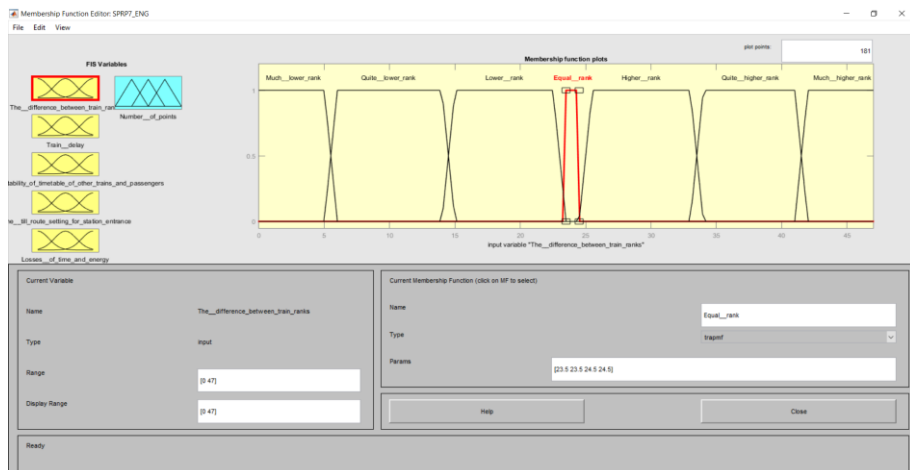 Membership Function Editor: SPRP7_ENG
File Edit View
FIS Variables
The__difference_between_train_ran
Number__of_points
Train__delay
tability_of_timetable_of_other_trains_and_passengers
ne__till_route_setting_for_station_entrance
Losses__of_time_and_energy
plot points:
181
Membership function plots
Much__lower_rank Quite__lower_rank Lower__rank Equal__rank Higher__rank Quite__higher_rank Much__higher_rank
1
0.5
0
0 5 10 15 20 25 30 35 40 45
input variable "The__difference_between_train_ranks"
Current Variable
Name The__difference_between_train_ranks
Type input
Range [0 47]
Display Range [0 47]
Current Membership Function (click on MF to select)
Name Equal__rank
Type trapmf
Params [23.5 23.5 24.5 24.5]
Help Close
Ready